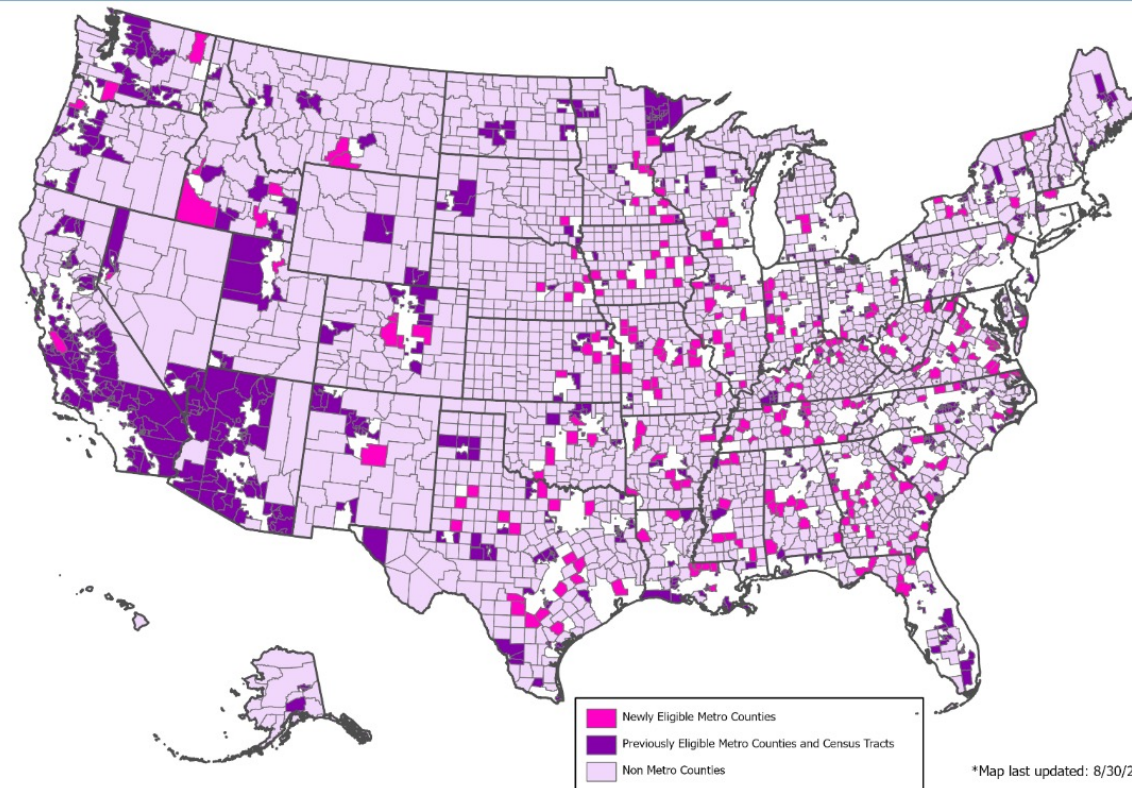 Newly Eligible Metro Counties
Previously Eligible Metro Counties and Census Tracts
Non Metro Counties
*Map last updated: 8/30/2